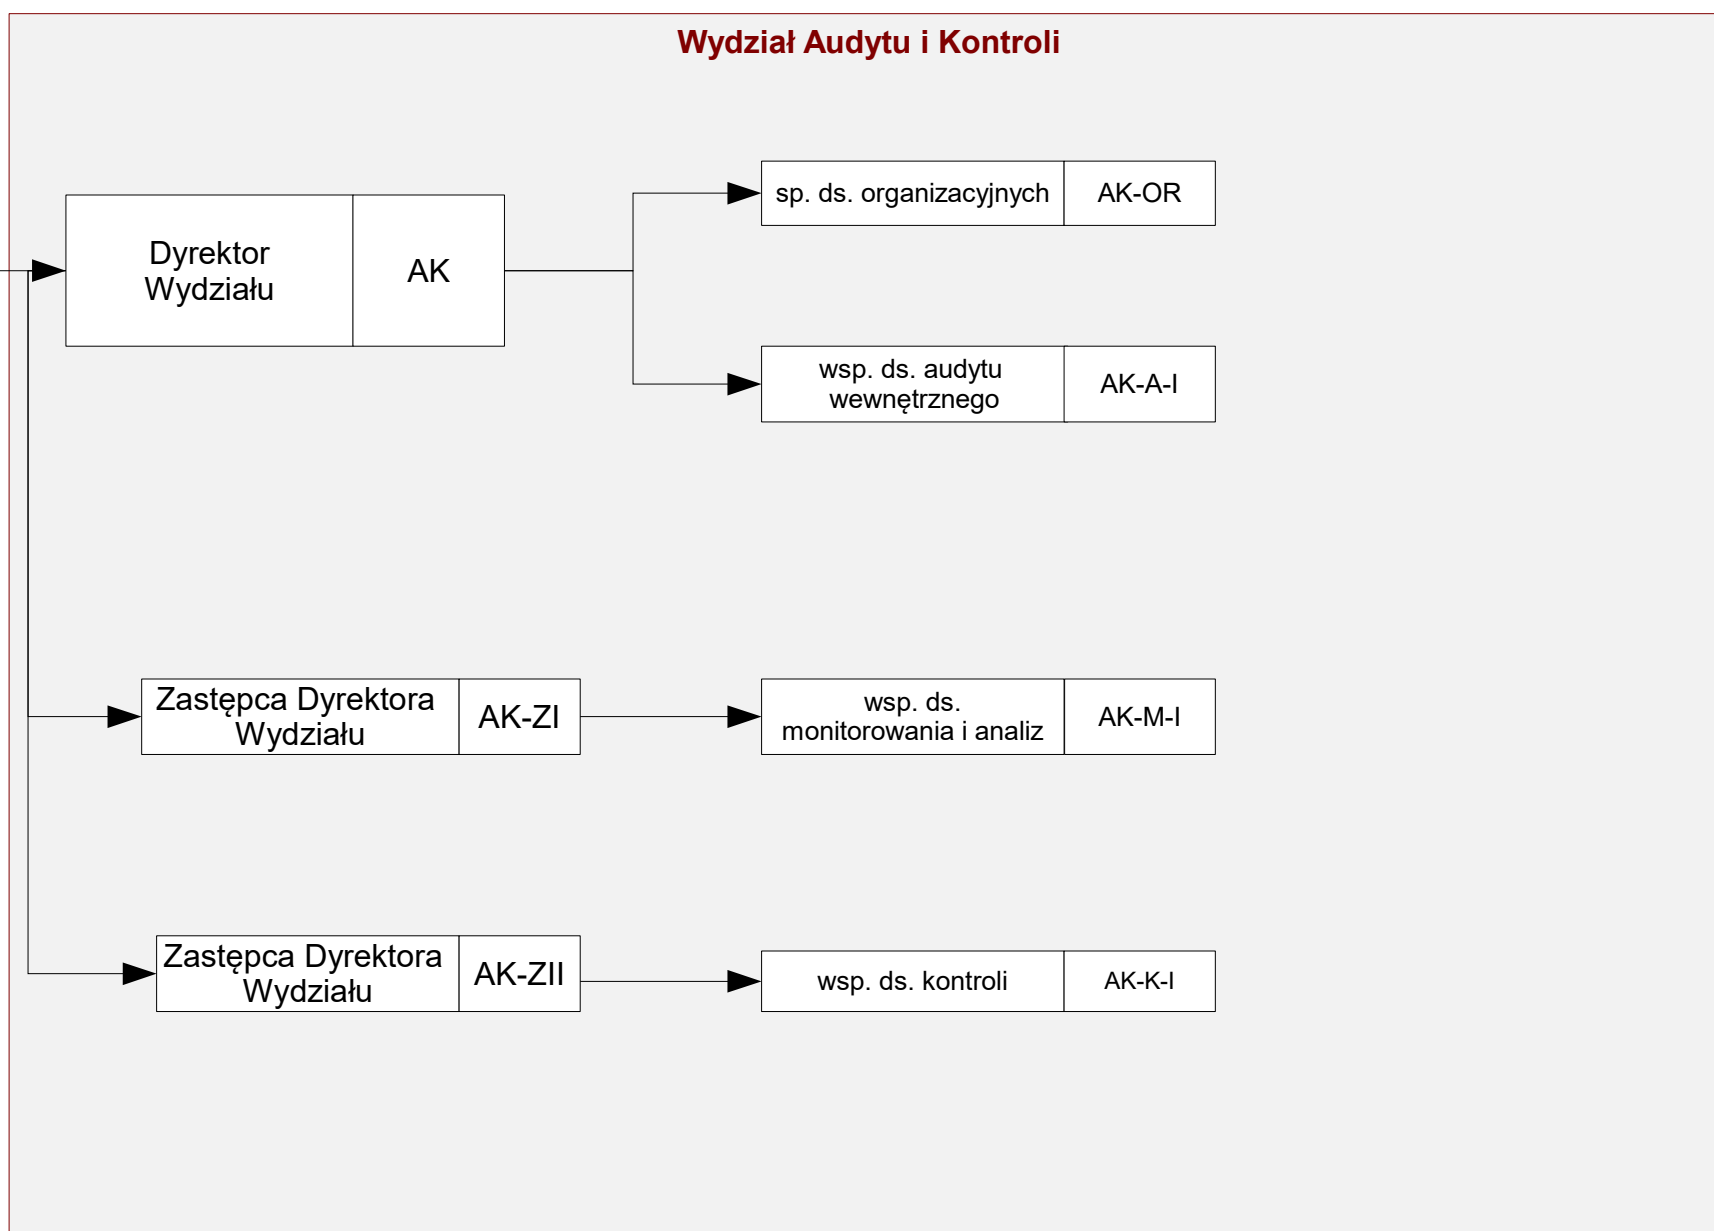 Wydział Audytu i Kontroli
sp. ds. organizacyjnych
AK-OR
Dyrektor
Wydziału
AK
wsp. ds. audytu
wewnętrznego
AK-A-I
Zastępca Dyrektora
Wydziału
AK-ZI
wsp. ds.
monitorowania i analiz
AK-M-I
Zastępca Dyrektora
Wydziału
AK-ZII
wsp. ds. kontroli
AK-K-I